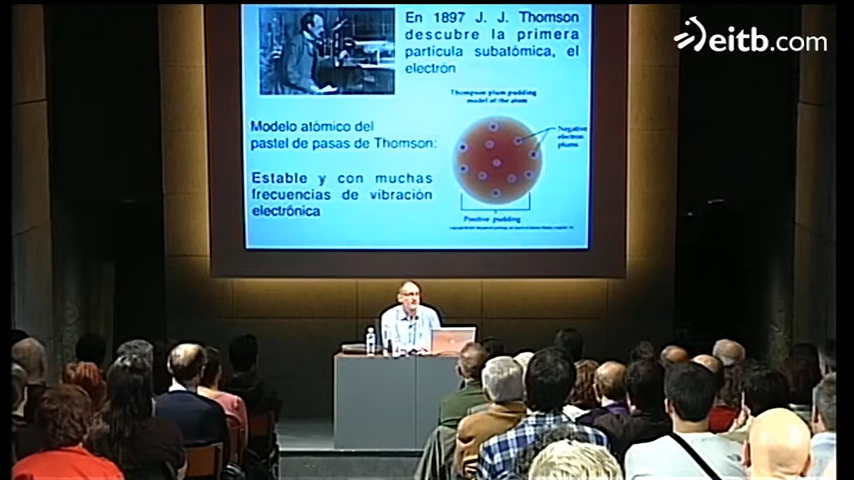 eitb.com
En 1897 J. J. Thomson
descubre la primera
partícula subatómica, el
electrón
Thompson plum pudding
model of the atom
Modelo atómico del
pastel de pasas de Thomson:
Negative
electron
plums
Estable y con muchas
frecuencias de vibración
electrónica
Positive pudding